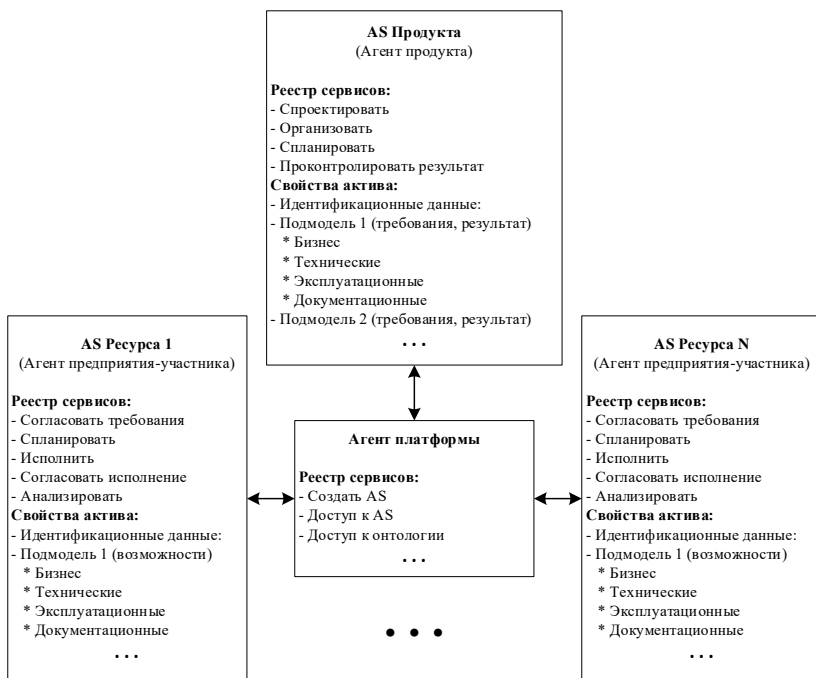 AS Продукта
(Агент продукта)
Реестр сервисов:
- Спроектировать
- Организовать
- Спланировать
- Проконтролировать результат
Свойства актива:
- Идентификационные данные:
- Подмодель 1 (требования, результат)
* Бизнес
* Технические
* Эксплуатационные
* Документационные
- Подмодель 2 (требования, результат)
. . .
AS Ресурса 1
(Агент предприятия-участника)
Реестр сервисов:
- Согласовать требования
- Спланировать
- Исполнить
- Согласовать исполнение
- Анализировать
Свойства актива:
- Идентификационные данные:
- Подмодель 1 (возможности)
* Бизнес
* Технические
* Эксплуатационные
* Документационные
. . .
Агент платформы
Реестр сервисов:
- Создать AS
- Доступ к AS
- Доступ к онтологии
. . .
AS Ресурса N
(Агент предприятия-участника)
Реестр сервисов:
- Согласовать требования
- Спланировать
- Исполнить
- Согласовать исполнение
- Анализировать
Свойства актива:
- Идентификационные данные:
- Подмодель 1 (возможности)
* Бизнес
* Технические
* Эксплуатационные
* Документационные
. . .